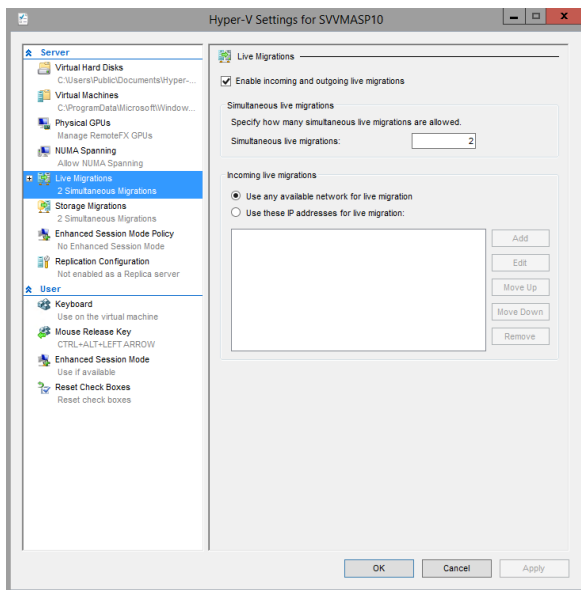 Hyper-V Settings for SVVMASP10
Server
Virtual Hard Disks
C:\Users\Public\Documents\Hyper-...
Virtual Machines
C:\ProgramData\Microsoft\Window...
Physical GPUs
Manage RemoteFX GPUs
NUMA Spanning
Allow NUMA Spanning
Live Migrations
2 Simultaneous Migrations
Storage Migrations
2 Simultaneous Migrations
Enhanced Session Mode Policy
No Enhanced Session Mode
Replication Configuration
Not enabled as a Replica server
User
Keyboard
Use on the virtual machine
Mouse Release Key
CTRL+ALT+LEFT ARROW
Enhanced Session Mode
Use if available
Reset Check Boxes
Reset check boxes
Live Migrations
Enable incoming and outgoing live migrations
Simultaneous live migrations
Specify how many simultaneous live migrations are allowed.
Simultaneous live migrations: 2
Incoming live migrations
Use any available network for live migration
Use these IP addresses for live migration:
Add
Edit
Move Up
Move Down
Remove
OK Cancel Apply